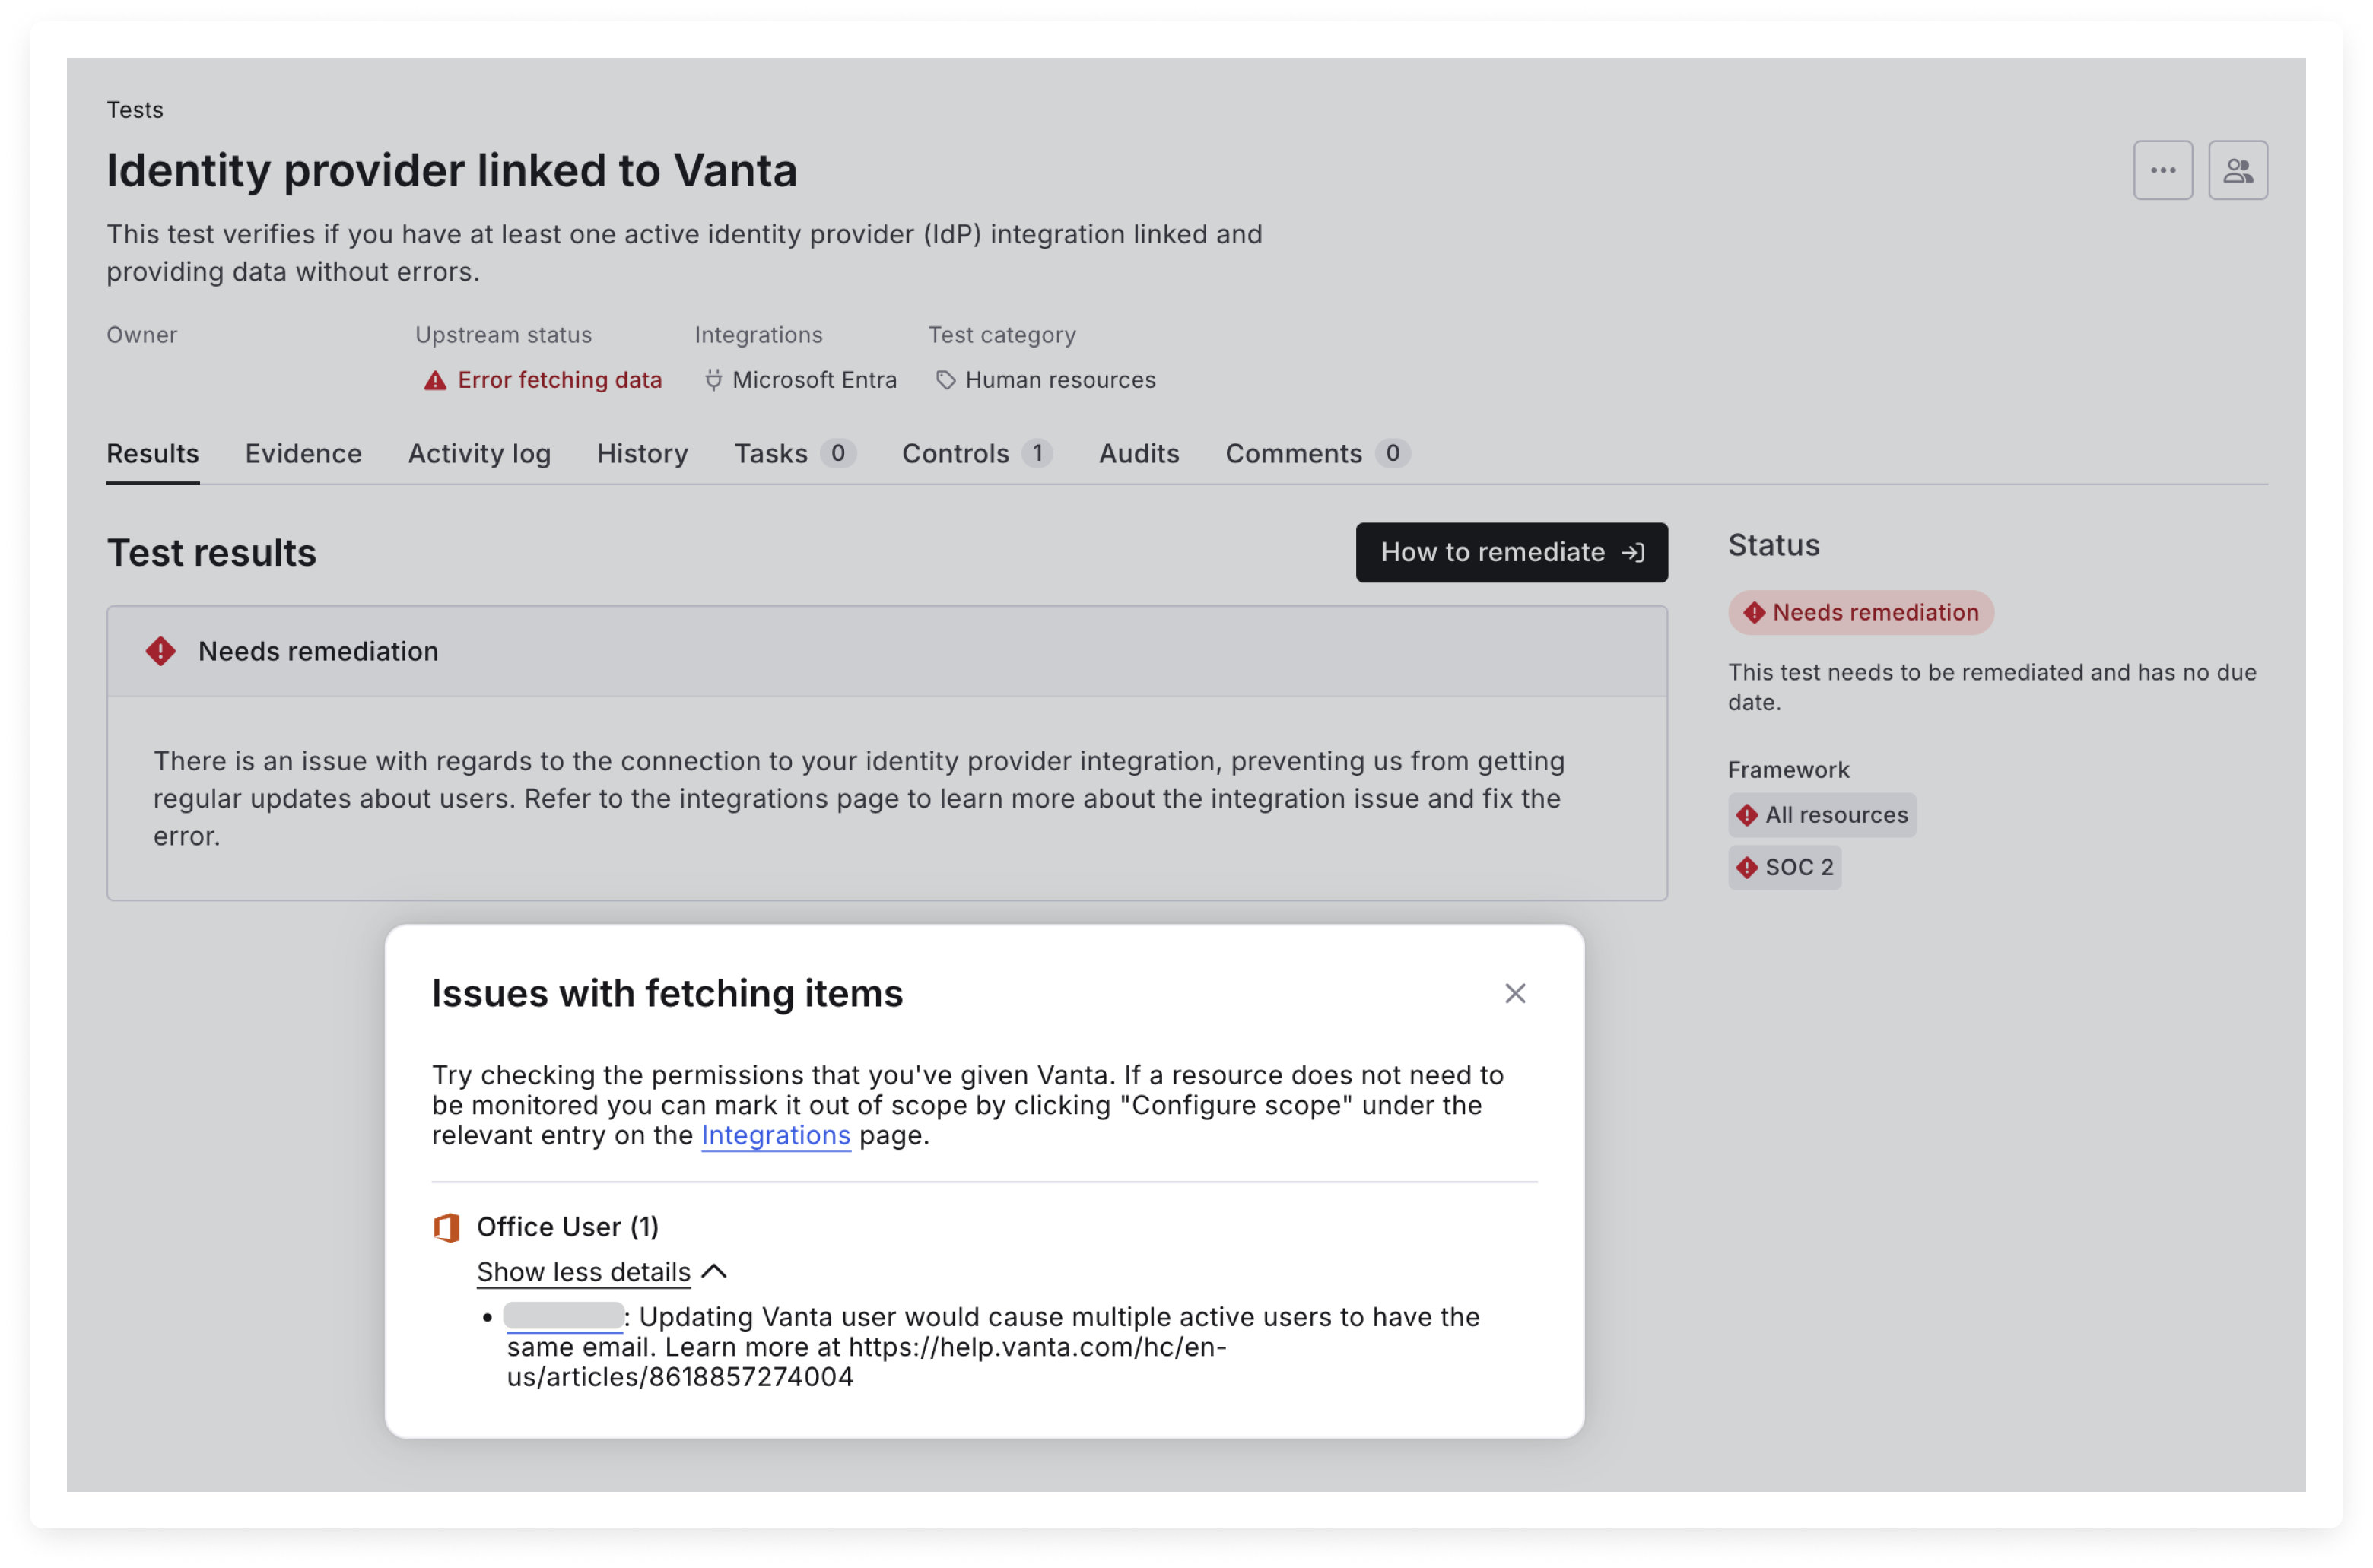 Tests
Identity provider linked to Vanta
This test verifies if you have at least one active identity provider (IdP) integration linked and
providing data without errors.
Owner Upstream status Integrations Test category
Error fetching data Microsoft Entra Human resources
Results Evidence Activity log History Tasks 0 Controls 1 Audits Comments 0
Test results
How to remediate
Needs remediation
There is an issue with regards to the connection to your identity provider integration, preventing us from getting
regular updates about users. Refer to the integrations page to learn more about the integration issue and fix the
error.
Status
Needs remediation
This test needs to be remediated and has no due
date.
Framework
All resources
SOC 2
Issues with fetching items
Try checking the permissions that you've given Vanta. If a resource does not need to
be monitored you can mark it out of scope by clicking "Configure scope" under the
relevant entry on the Integrations page.
Office User (1)
Show less details
• : Updating Vanta user would cause multiple active users to have the
same email. Learn more at https://help.vanta.com/hc/en-
us/articles/8618857274004